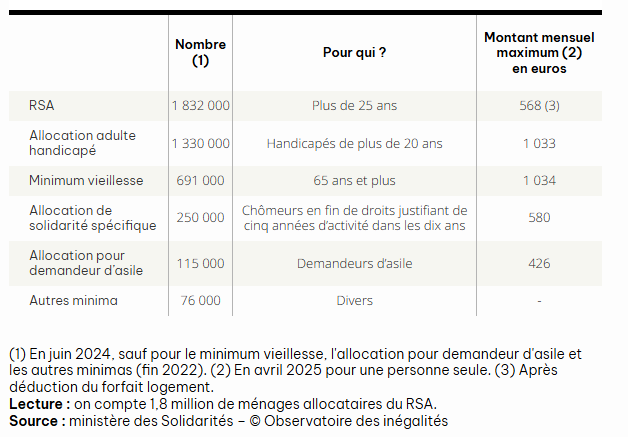 Nombre (1) Pour qui ? Montant mensuel maximum (2) en euros
RSA 1 832 000 Plus de 25 ans 568 (3)
Allocation adulte handicapé 1 330 000 Handicapés de plus de 20 ans 1 033
Minimum vieillesse 691 000 65 ans et plus 1 034
Allocation de solidarité spécifique 250 000 Chômeurs en fin de droits justifiant de cinq années d’activité dans les dix ans 580
Allocation pour demandeur d’asile 115 000 Demandeurs d’asile 426
Autres minima 76 000 Divers -
(1) En juin 2024, sauf pour le minimum vieillesse, l’allocation pour demandeur d’asile et
les autres minimas (fin 2022). (2) En avril 2025 pour une personne seule. (3) Après
déduction du forfait logement.
Lecture : on compte 1,8 million de ménages allocataires du RSA.
Source : ministère des Solidarités – © Observatoire des inégalités